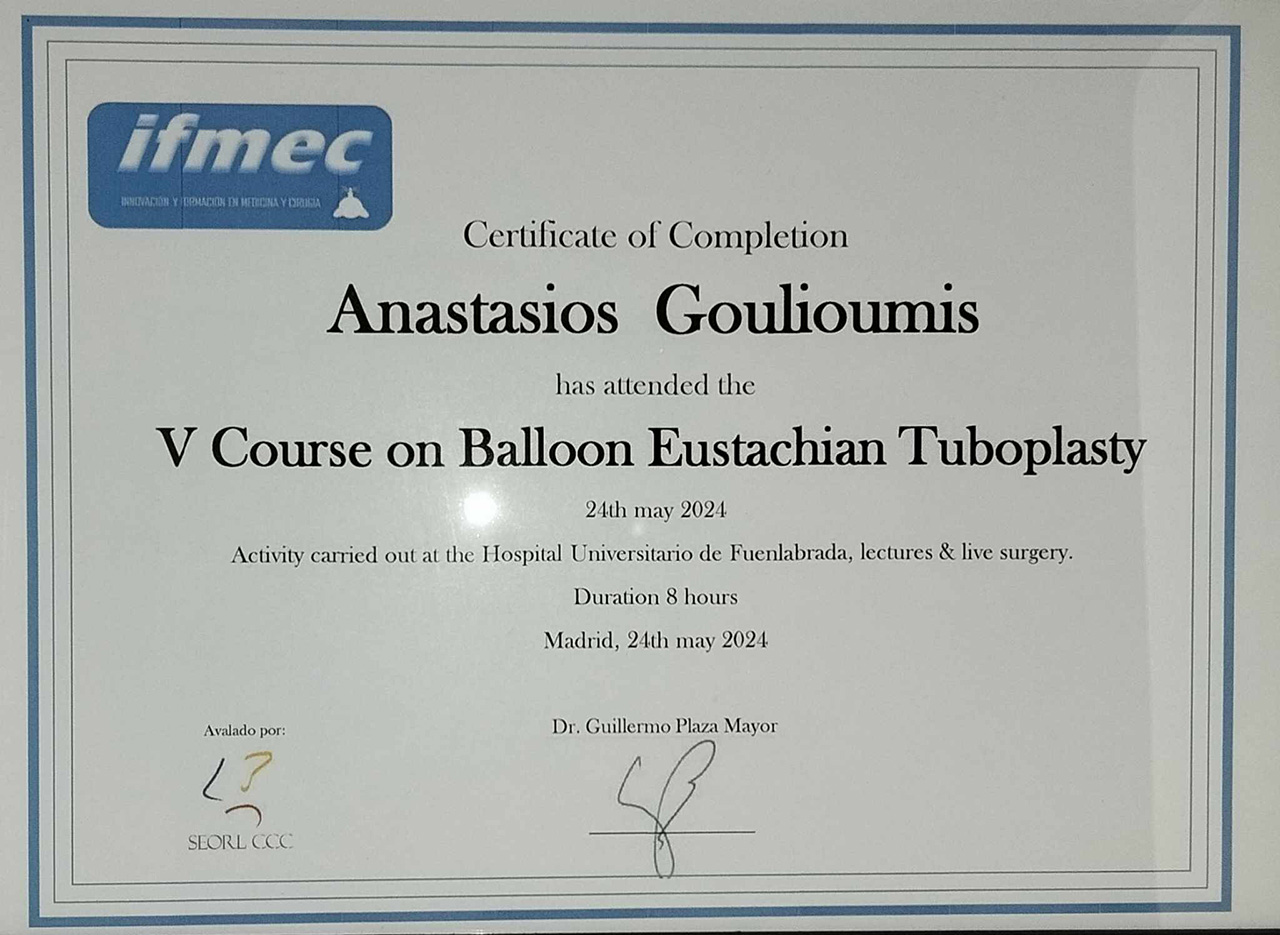 ifmec
INNOVACIÓN Y FORMACIÓN EN MEDICINA Y CIRUGIA
Certificate of Completion
Anastasios Goulioumis
has attended the
V Course on Balloon Eustachian Tuboplasty
24th may 2024
Activity carried out at the Hospital Universitario de Fuenlabrada, lectures & live surgery.
Duration 8 hours
Madrid, 24th may 2024
Avalado por:
Dr. Guillermo Plaza Mayor
SEORL CCC